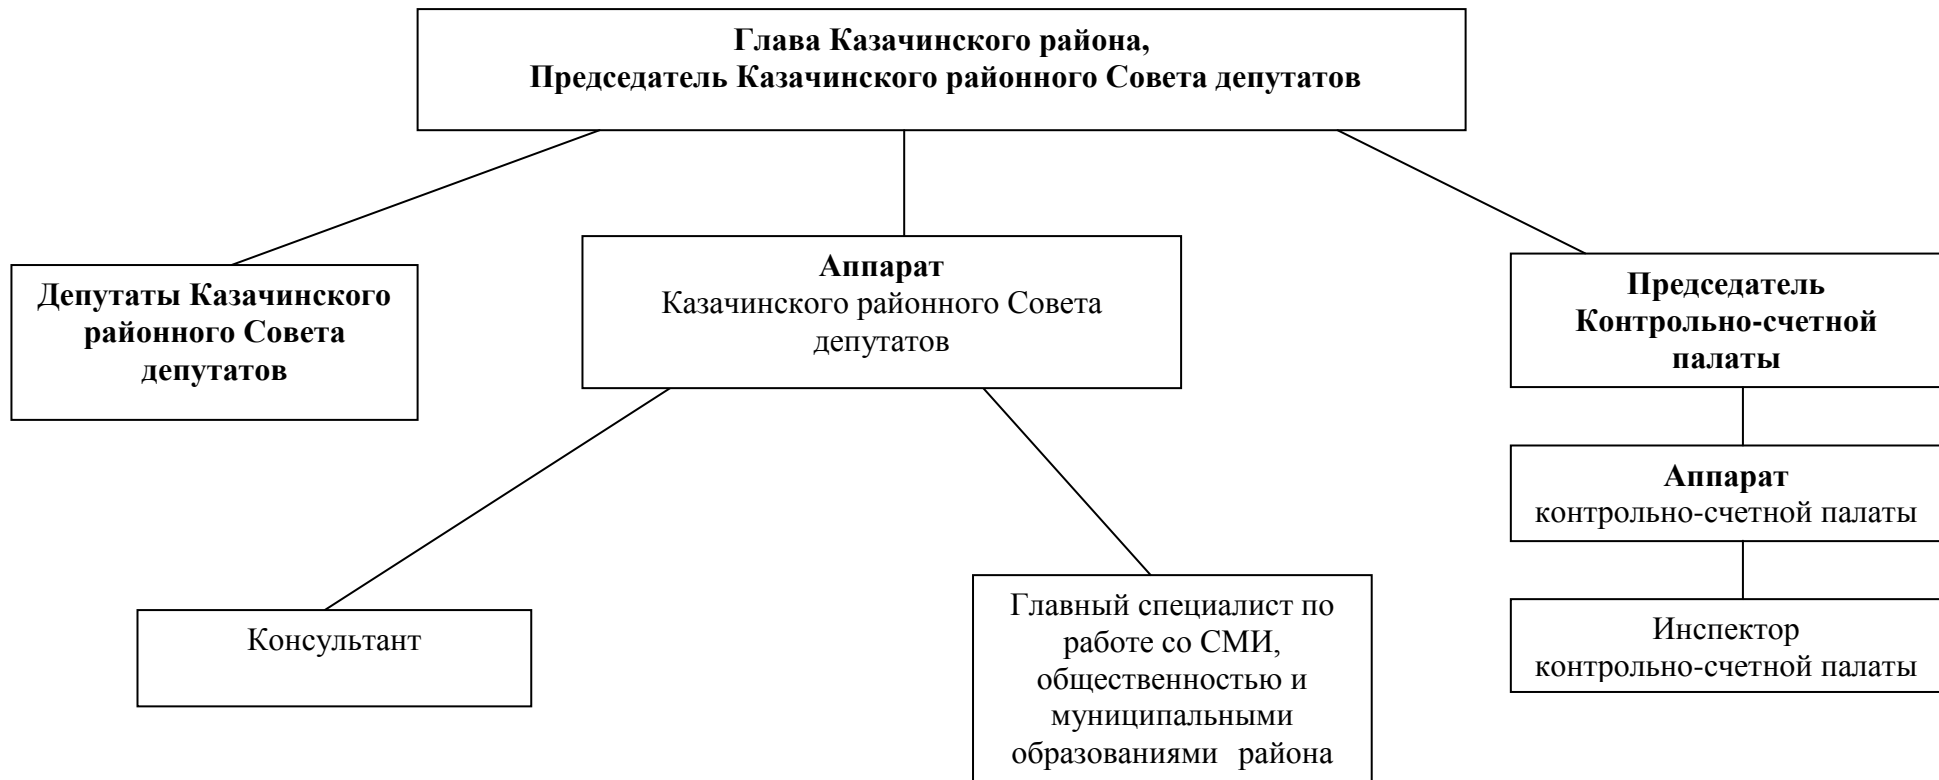 Глава Казачинского района,
Председатель Казачинского районного Совета депутатов
Депутаты Казачинского
районного Совета
депутатов
Аппарат
Казачинского районного Совета
депутатов
Председатель
Контрольно-счетной
палаты
Аппарат
контрольно-счетной палаты
Консультант
Главный специалист по
работе со СМИ,
общественностью и
муниципальными
образованиями района
Инспектор
контрольно-счетной палаты